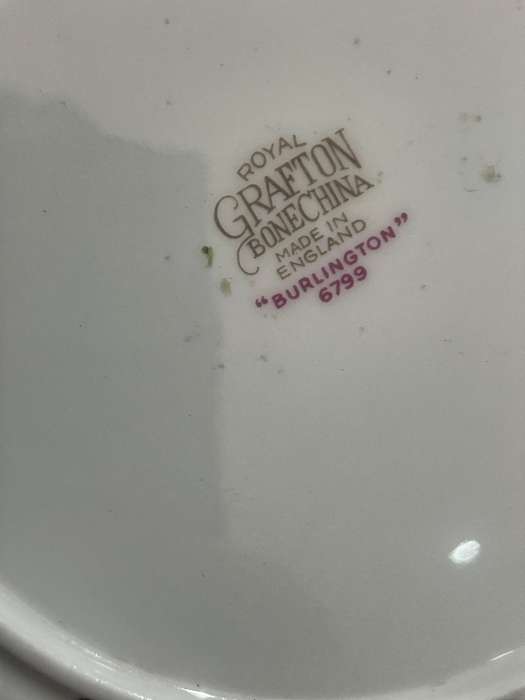 ROYAL
GRAFTON
BONE CHINA
MADE IN
ENGLAND
"BURLINGTON"
6799